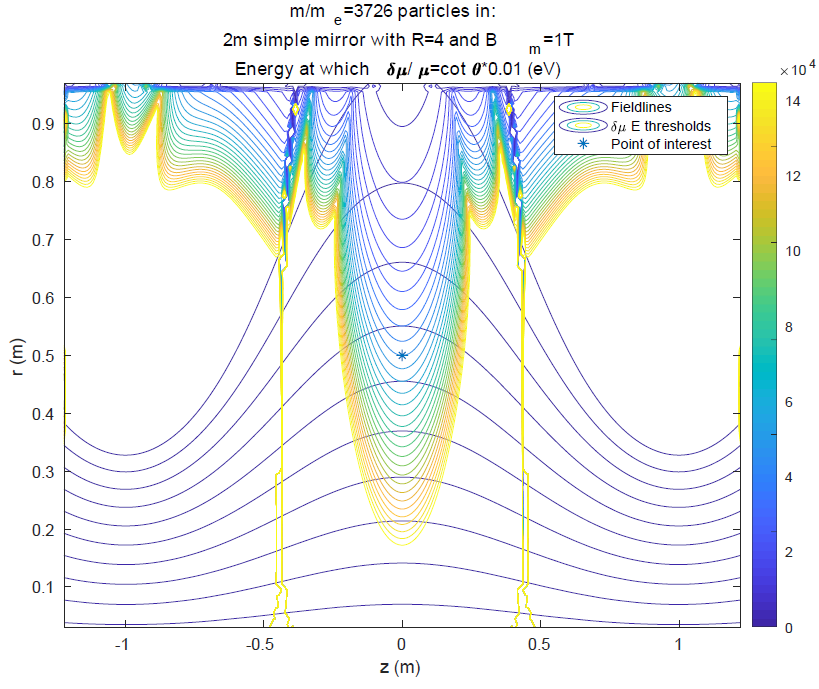 m/m e=3726 particles in:
2m simple mirror with R=4 and B m=1T
Energy at which δμ/ μ=cot θ*0.01 (eV)
×10⁴
Fieldlines
δμ E thresholds
Point of interest
0.9
0.8
0.7
0.6
0.5
0.4
0.3
0.2
0.1
r (m)
-1
-0.5
0
0.5
1
z (m)
14
12
10
8
6
4
2
0